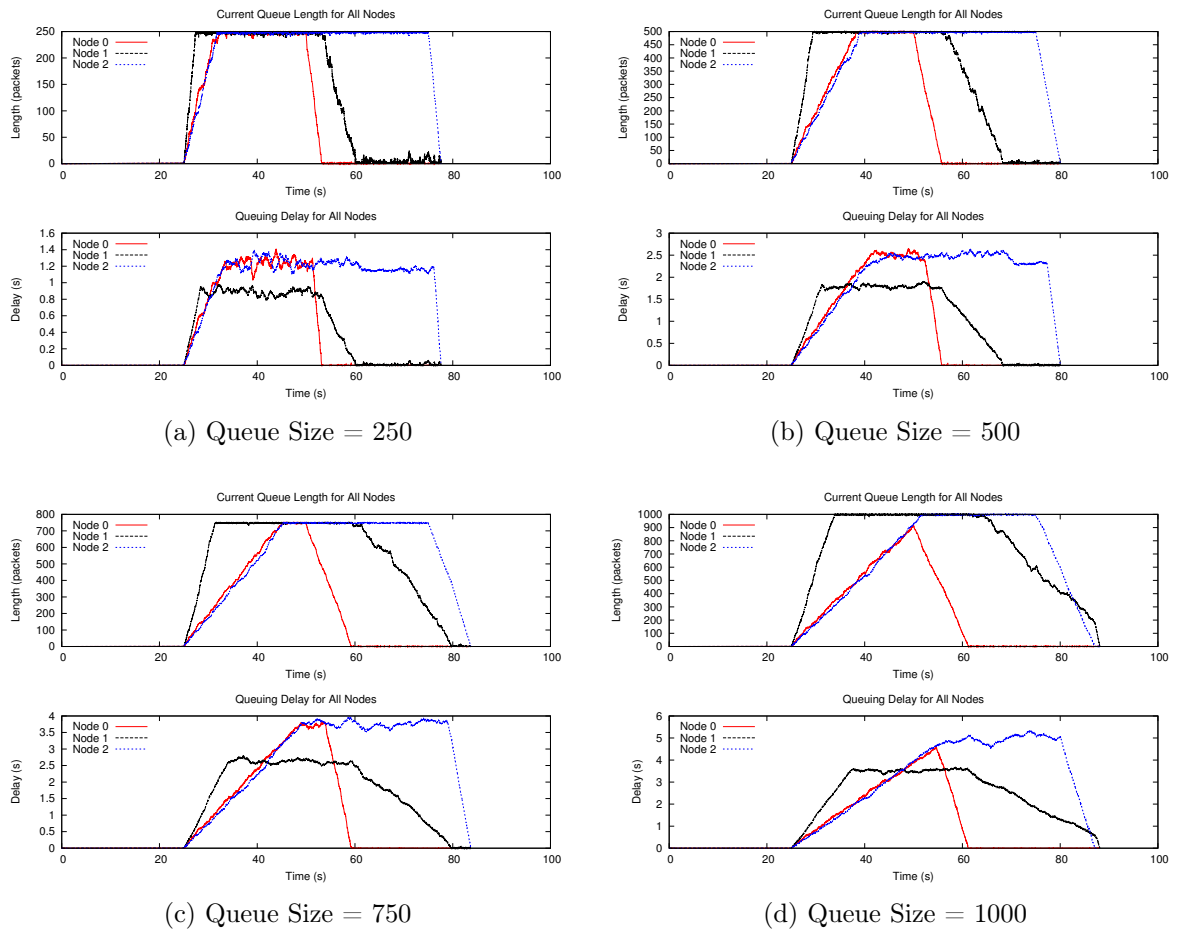 Current Queue Length for All Nodes
Length (packets)
250
200
150
100
50
0
Node 0
Node 1
Node 2
0 20 40 60 80 100
Time (s)
Queuing Delay for All Nodes
Delay (s)
1.6
1.4
1.2
1
0.8
0.6
0.4
0.2
0
Node 0
Node 1
Node 2
0 20 40 60 80 100
Time (s)
(a) Queue Size = 250
Current Queue Length for All Nodes
Length (packets)
500
450
400
350
300
250
200
150
100
50
0
Node 0
Node 1
Node 2
0 20 40 60 80 100
Time (s)
Queuing Delay for All Nodes
Delay (s)
3
2.5
2
1.5
1
0.5
0
Node 0
Node 1
Node 2
0 20 40 60 80 100
Time (s)
(b) Queue Size = 500
Current Queue Length for All Nodes
Length (packets)
800
700
600
500
400
300
200
100
0
Node 0
Node 1
Node 2
0 20 40 60 80 100
Time (s)
Queuing Delay for All Nodes
Delay (s)
4
3.5
3
2.5
2
1.5
1
0.5
0
Node 0
Node 1
Node 2
0 20 40 60 80 100
Time (s)
(c) Queue Size = 750
Current Queue Length for All Nodes
Length (packets)
1000
900
800
700
600
500
400
300
200
100
0
Node 0
Node 1
Node 2
0 20 40 60 80 100
Time (s)
Queuing Delay for All Nodes
Delay (s)
6
5
4
3
2
1
0
Node 0
Node 1
Node 2
0 20 40 60 80 100
Time (s)
(d) Queue Size = 1000